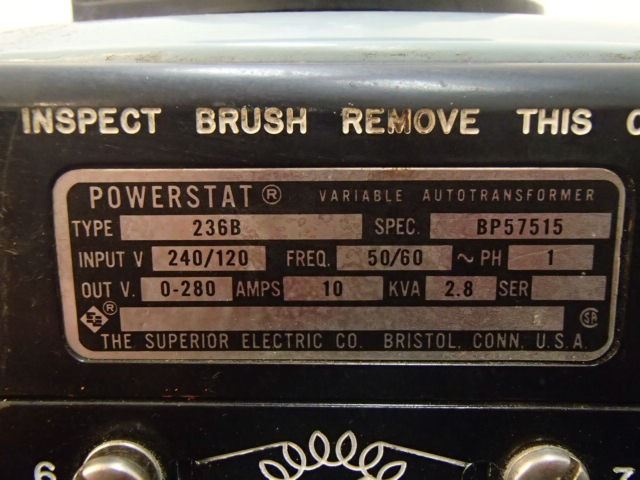 INSPECT BRUSH REMOVE THIS C
POWERSTAT® VARIABLE AUTOTRANSFORMER
TYPE 236B SPEC. BP57515
INPUT V 240/120 FREQ. 50/60 ~ PH 1
OUT V. 0-280 AMPS 10 KVA 2.8 SER
® SA
THE SUPERIOR ELECTRIC CO. BRISTOL, CONN. U.S.A.
6 7